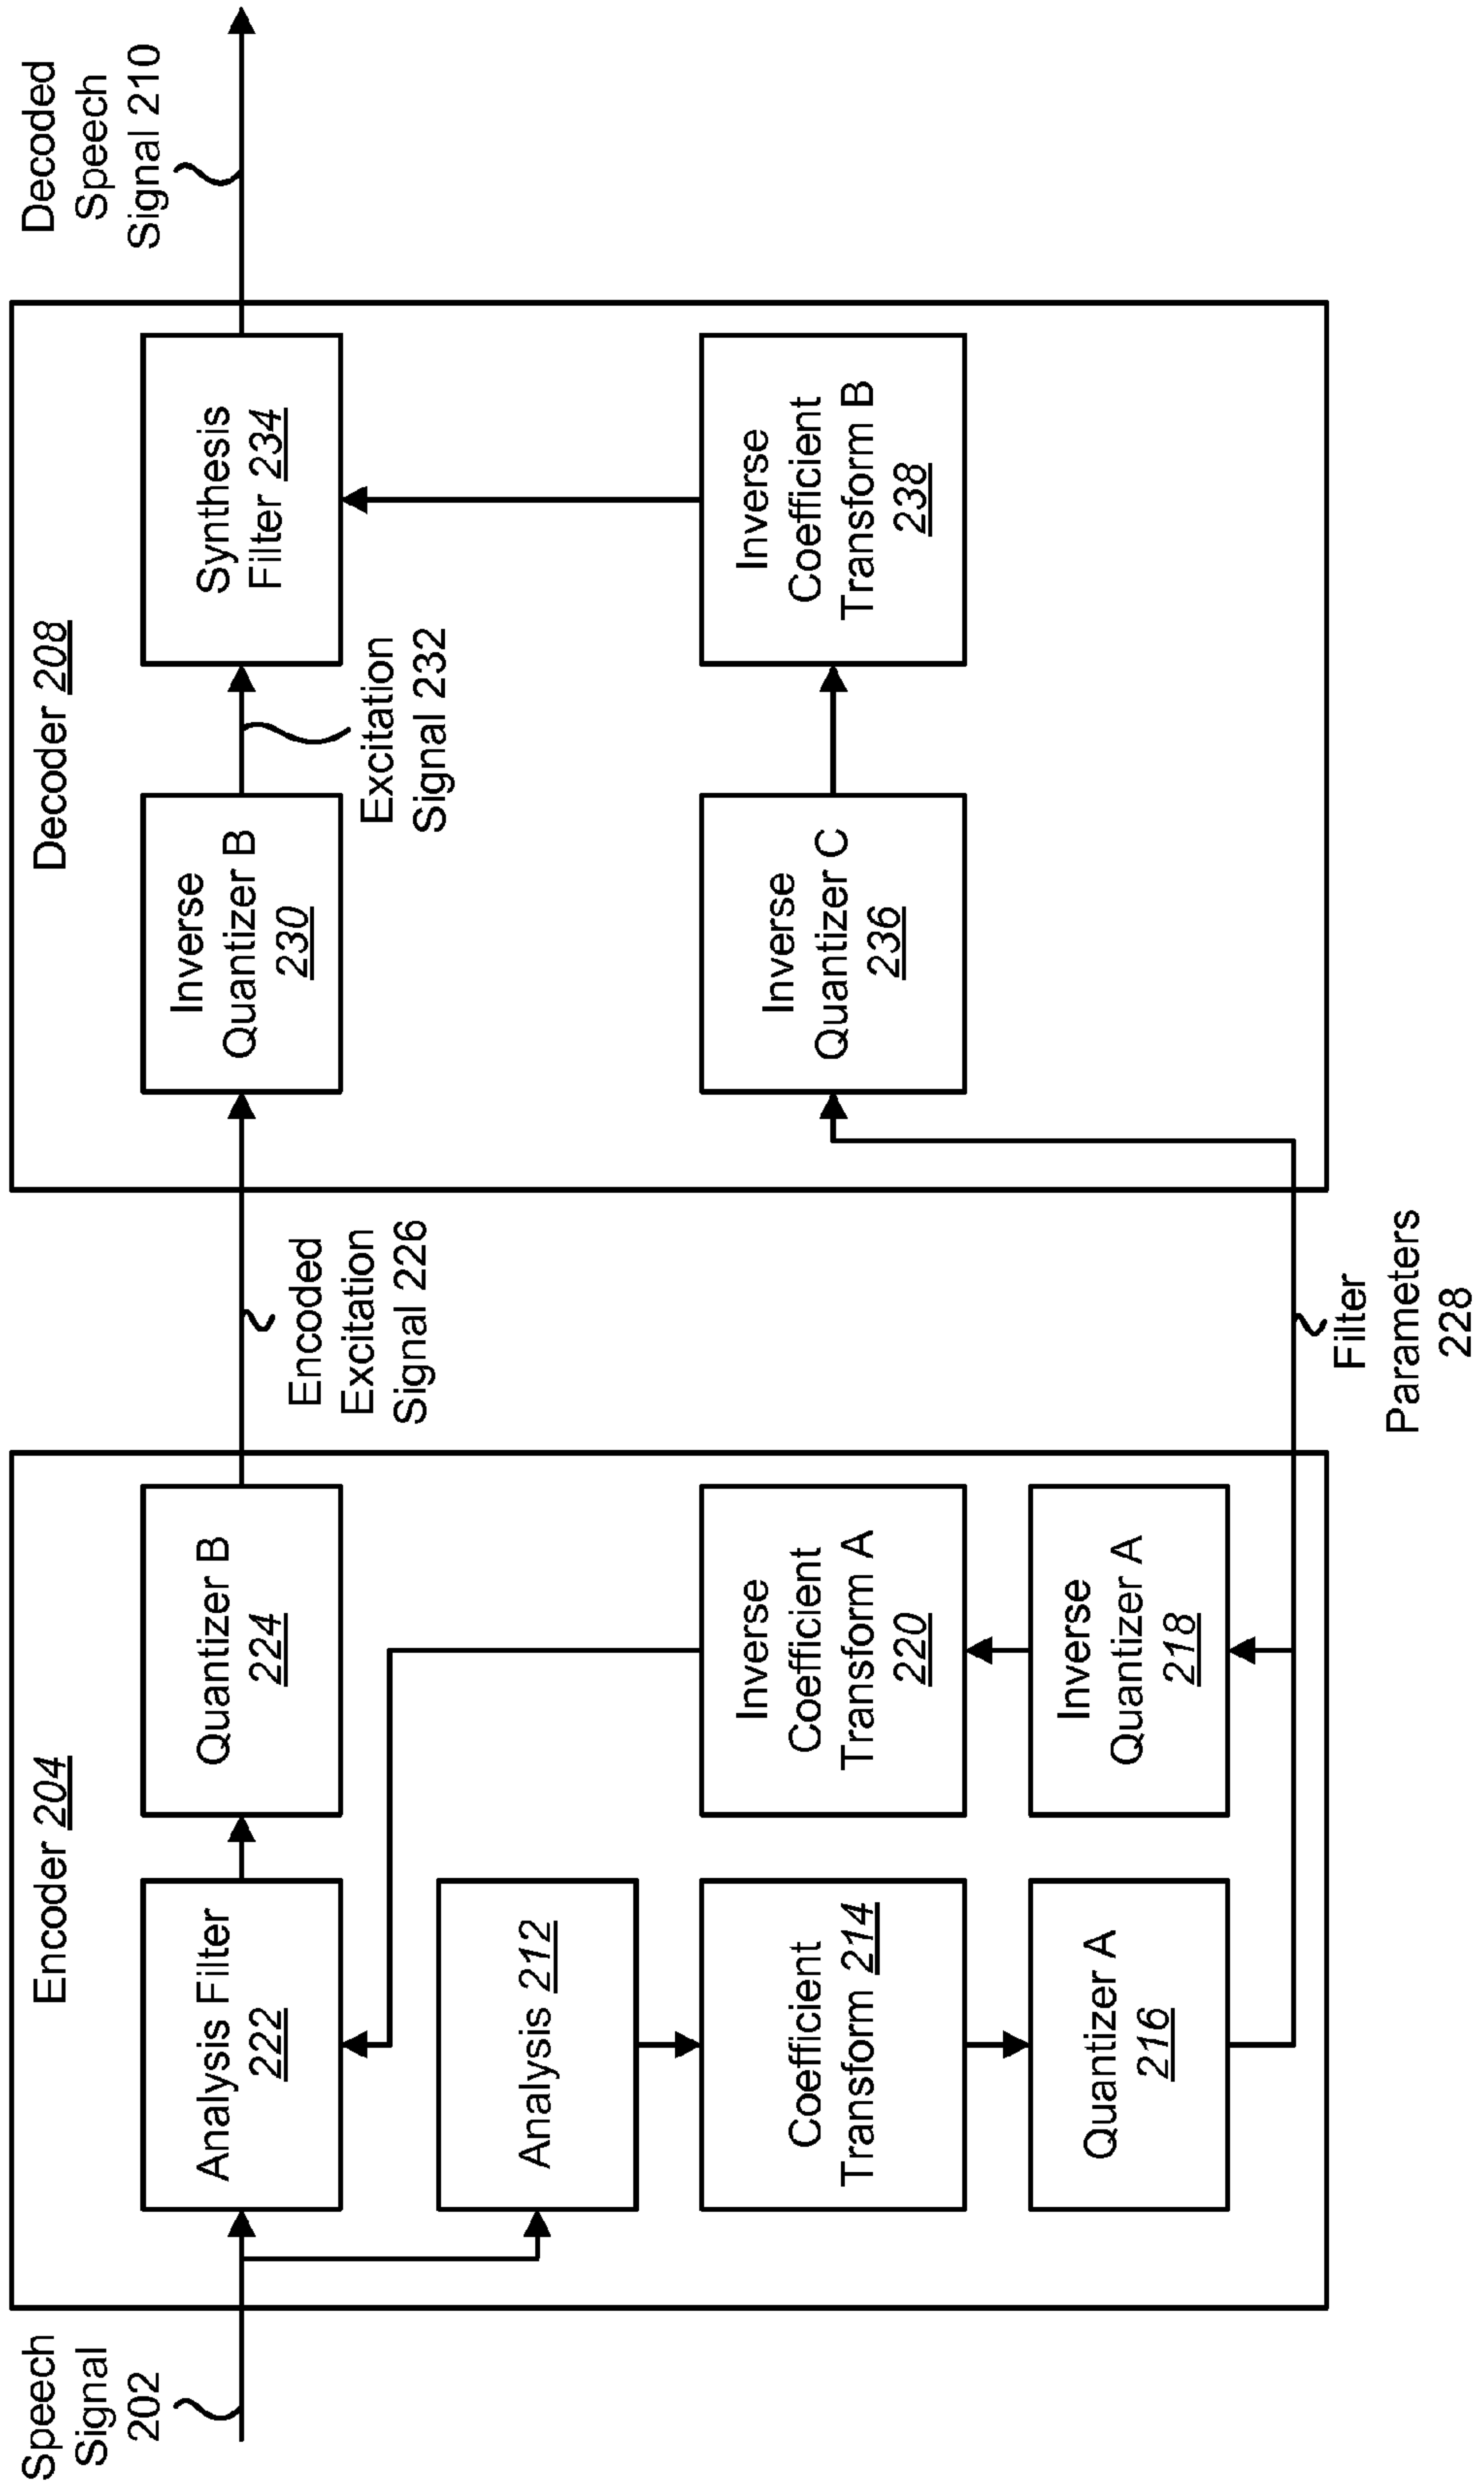 Speech
Signal
202
Encoder 204
Analysis Filter
222
Quantizer B
224
Analysis 212
Coefficient
Transform 214
Inverse
Coefficient
Transform A
220
Quantizer A
216
Inverse
Quantizer A
218
Encoded
Excitation
Signal 226
Filter
Parameters
228
Decoder 208
Inverse
Quantizer B
230
Excitation
Signal 232
Synthesis
Filter 234
Inverse
Quantizer C
236
Inverse
Coefficient
Transform B
238
Decoded
Speech
Signal 210